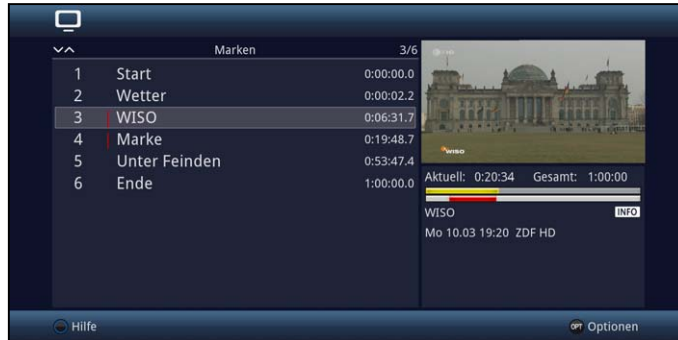 Marken 3/6
1 Start 0:00:00.0
2 Wetter 0:00:02.2
3 WISO 0:06:31.7
4 Marke 0:19:48.7
5 Unter Feinden 0:53:47.4
6 Ende 1:00:00.0
WISO
Aktuell: 0:20:34 Gesamt: 1:00:00
WISO INFO
Mo 10.03 19:20 ZDF HD
Hilfe
OPT Optionen